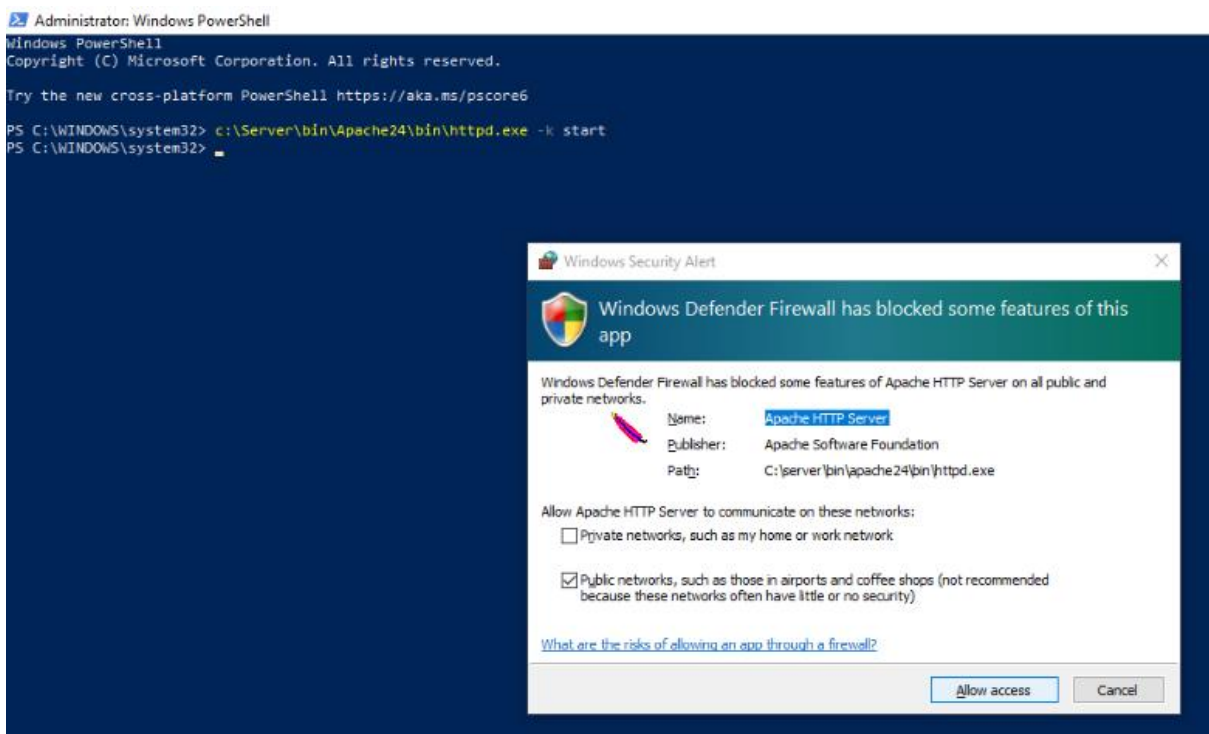 Administrator: Windows PowerShell
Windows PowerShell
Copyright (C) Microsoft Corporation. All rights reserved.
Try the new cross-platform PowerShell https://aka.ms/pscore6
PS C:\WINDOWS\system32> c:\Server\bin\Apache24\bin\httpd.exe -k start
PS C:\WINDOWS\system32> _
Windows Security Alert
Windows Defender Firewall has blocked some features of this
app
Windows Defender Firewall has blocked some features of Apache HTTP Server on all public and
private networks.
Name: Apache HTTP Server
Publisher: Apache Software Foundation
Path: C:\server\bin\apache24\bin\httpd.exe
Allow Apache HTTP Server to communicate on these networks:
Private networks, such as my home or work network
Public networks, such as those in airports and coffee shops (not recommended
because these networks often have little or no security)
What are the risks of allowing an app through a firewall?
Allow access Cancel